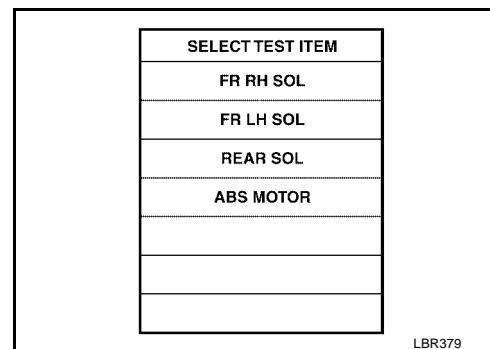 SELECT TEST ITEM
FR RH SOL
FR LH SOL
REAR SOL
ABS MOTOR
LBR379